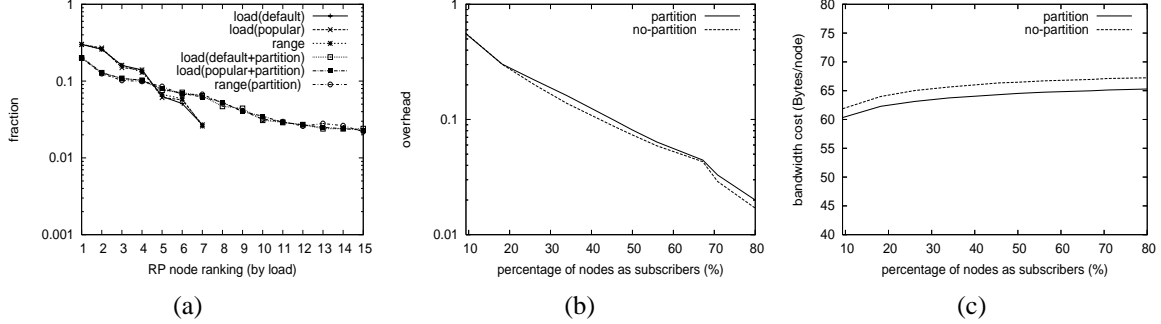 1
0.1
0.01
0.001
fraction
1 2 3 4 5 6 7 8 9 10 11 12 13 14 15
RP node ranking (by load)
load(default)
load(popular)
range
load(default+partition)
load(popular+partition)
range(partition)
(a)
1
0.1
0.01
overhead
10 20 30 40 50 60 70 80
percentage of nodes as subscribers (%)
partition
no-partition
(b)
80
75
70
65
60
55
50
45
40
bandwidth cost (Bytes/node)
10 20 30 40 50 60 70 80
percentage of nodes as subscribers (%)
partition
no-partition
(c)